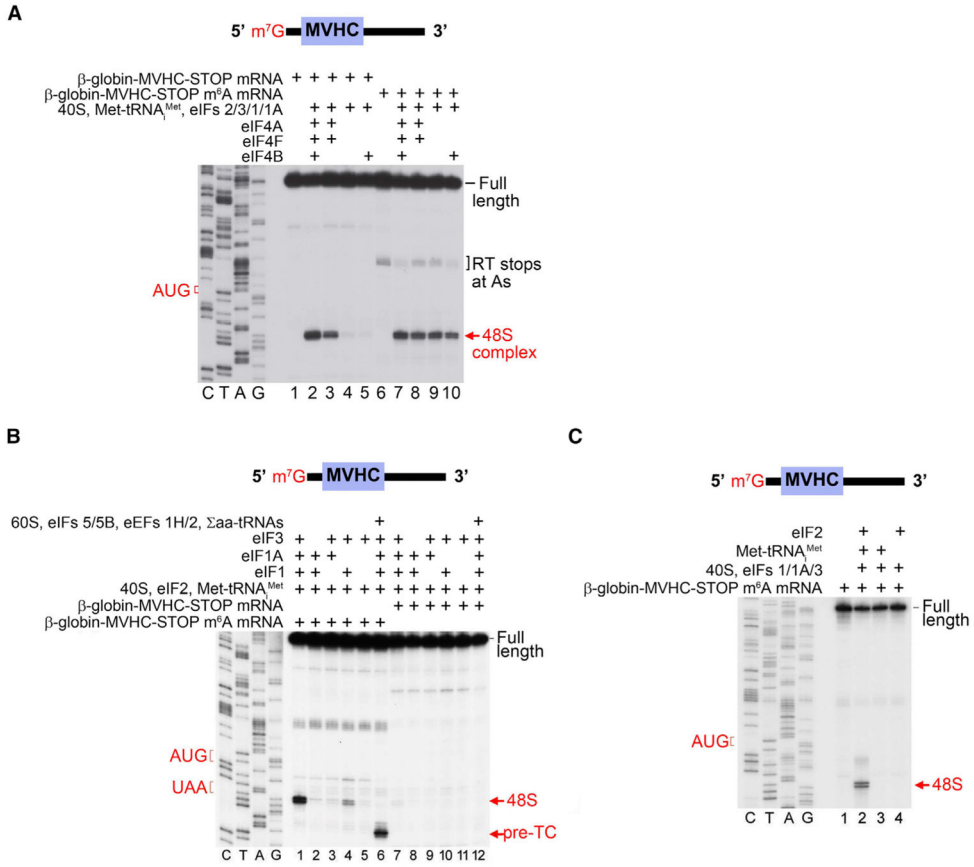 A
5' m⁷G MVHC 3'
β-globin-MVHC-STOP mRNA + + + + +
β-globin-MVHC-STOP m⁶A mRNA + + + + +
40S, Met-tRNAᵢᴹᵉᵗ, eIFs 2/3/1/1A + + + + + + + +
eIF4A + + + +
eIF4F + + + +
eIF4B + + + +
Full
length
RT stops
at As
AUG
48S
complex
C T A G 1 2 3 4 5 6 7 8 9 10
B
5' m⁷G MVHC 3'
60S, eIFs 5/5B, eEFs 1H/2, Σaa-tRNAs + +
eIF3 + + + + + + + + + +
eIF1A + + + + + + + +
eIF1 + + + + + + + +
40S, eIF2, Met-tRNAᵢᴹᵉᵗ + + + + + + + + + + + +
β-globin-MVHC-STOP mRNA + + + + + +
β-globin-MVHC-STOP m⁶A mRNA + + + + + +
Full
length
AUG
UAA
48S
pre-TC
C T A G 1 2 3 4 5 6 7 8 9 10 11 12
C
5' m⁷G MVHC 3'
eIF2 + +
Met-tRNAᵢᴹᵉᵗ + +
40S, eIFs 1/1A/3 + + +
β-globin-MVHC-STOP m⁶A mRNA + + + +
Full
length
AUG
48S
C T A G 1 2 3 4